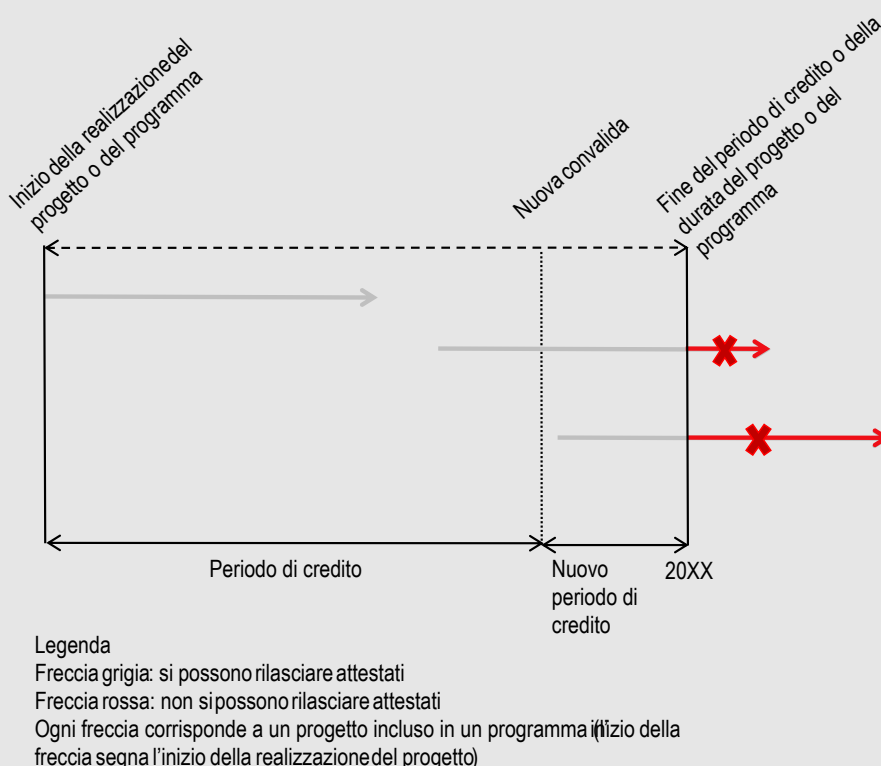 Inizio della realizzazione del
progetto o del programma
Nuova convalida
Fine del periodo di credito o della
durata del progetto o del
programma
Periodo di credito
Nuovo
periodo di
credito
20XX
Legenda
Freccia grigia: si possono rilasciare attestati
Freccia rossa: non si possono rilasciare attestati
Ogni freccia corrisponde a un progetto incluso in un programma (l'inizio della
freccia segna l'inizio della realizzazione del progetto)